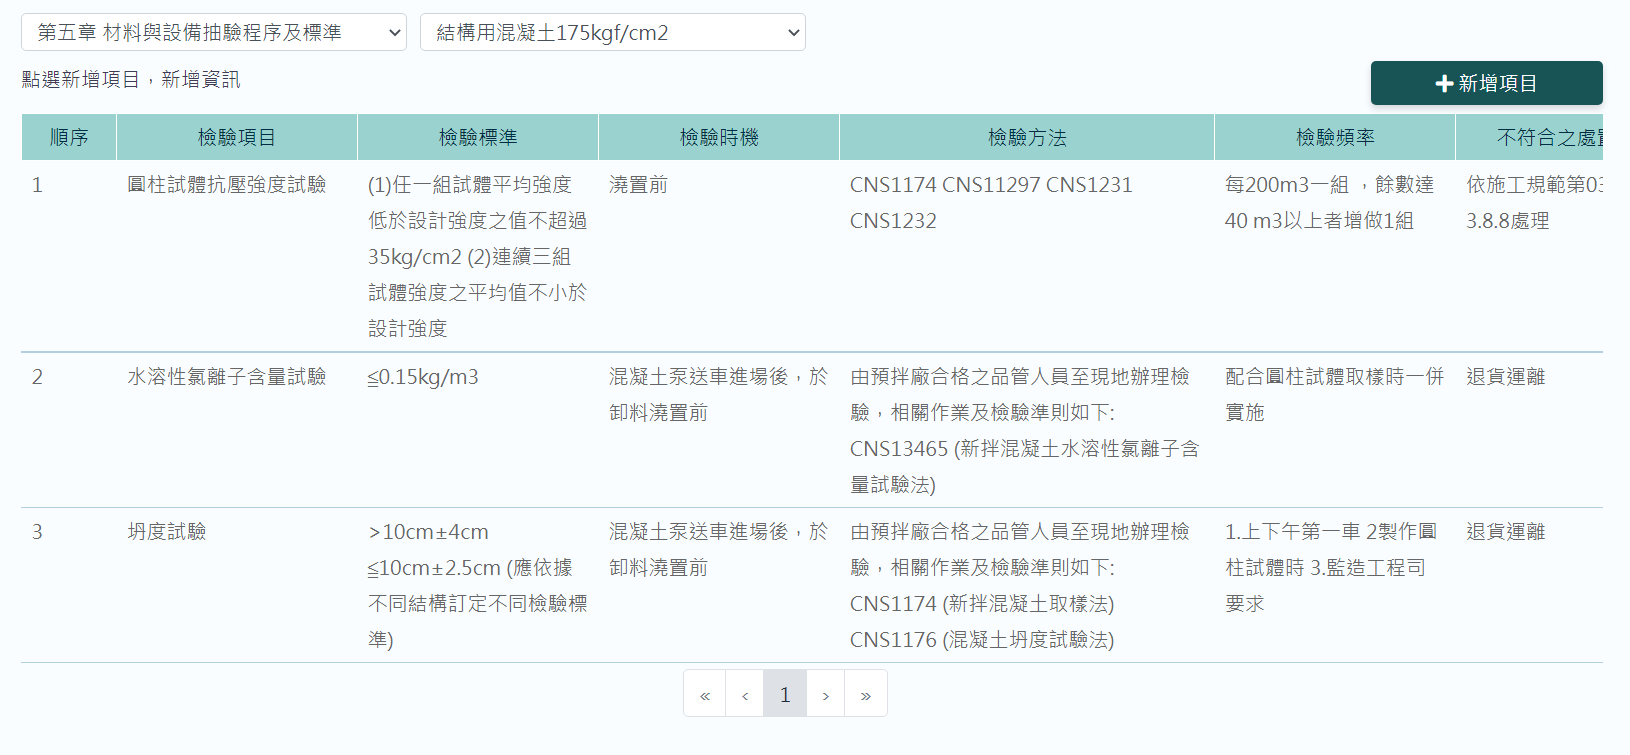 第五章 材料與設備抽驗程序及標準
結構用混凝土175kgf/cm2
點選新增項目，新增資訊
新增項目
順序 檢驗項目 檢驗標準 檢驗時機 檢驗方法 檢驗頻率 不符合之處
1
圓柱試體抗壓強度試驗
(1)任一組試體平均強度
低於設計強度之值不超過
35kg/cm2 (2)連續三組
試體強度之平均值不小於
設計強度
澆置前
CNS1174 CNS11297 CNS1231
CNS1232
每200m3一組 ，餘數達
40 m3以上者增做1組
依施工規範第03
3.8.8處理
2
水溶性氯離子含量試驗
≦0.15kg/m3
混凝土泵送車進場後，於
卸料澆置前
由預拌廠合格之品管人員至現地辦理檢
驗，相關作業及檢驗準則如下:
CNS13465 (新拌混凝土水溶性氯離子含
量試驗法)
配合圓柱試體取樣時一併
實施
退貨運離
3
坍度試驗
>10cm±4cm
≦10cm±2.5cm (應依據
不同結構訂定不同檢驗標
準)
混凝土泵送車進場後，於
卸料澆置前
由預拌廠合格之品管人員至現地辦理檢
驗，相關作業及檢驗準則如下:
CNS1174 (新拌混凝土取樣法)
CNS1176 (混凝土坍度試驗法)
1.上下午第一車 2製作圓
柱試體時 3.監造工程司
要求
退貨運離
« ‹ 1 › »